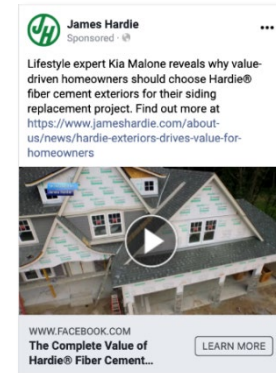 JH
James Hardie
Sponsored ·
Lifestyle expert Kia Malone reveals why value-
driven homeowners should choose Hardie®
fiber cement exteriors for their siding
replacement project. Find out more at
https://www.jameshardie.com/about-
us/news/hardie-exteriors-drives-value-for-
homeowners
WWW.FACEBOOK.COM
The Complete Value of
Hardie® Fiber Cement...
LEARN MORE